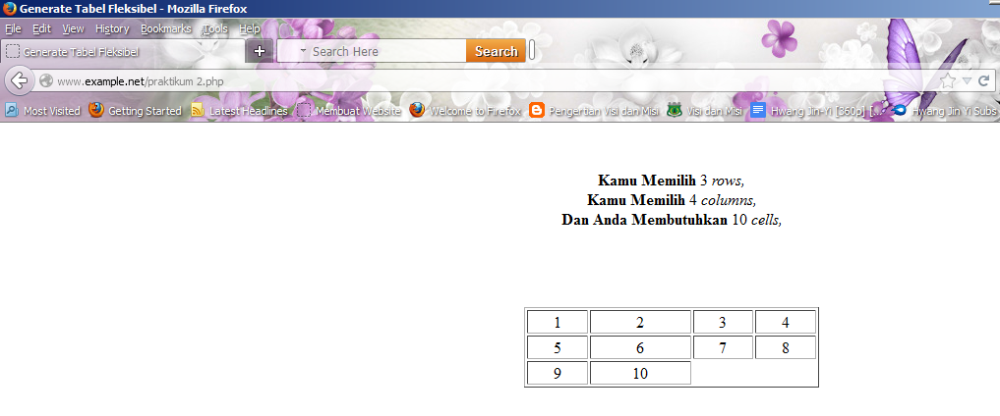 Generate Tabel Fleksibel - Mozilla Firefox
File Edit View History Bookmarks Tools Help
Generate Tabel Fleksibel + Search Here Search
www.example.net/praktikum 2.php
Most Visited Getting Started Latest Headlines Membuat Website Welcome to Firefox Pengertian Visi dan Misi Visi dan Misi Hwang Jin-Yi [360p] [... Hwang Jin Yi Subs
Kamu Memilih 3 rows,
Kamu Memilih 4 columns,
Dan Anda Membutuhkan 10 cells,
1 2 3 4
5 6 7 8
9 10